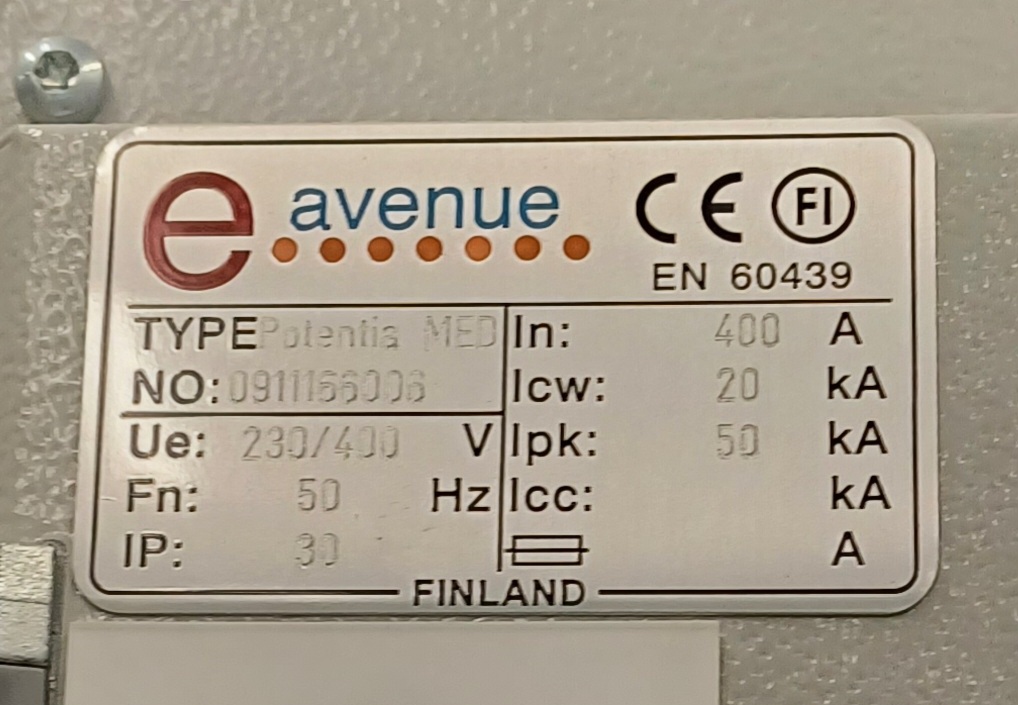 e avenue
CE FI
EN 60439
TYPE Potentia MED
NO: 0911156006
Ue: 230/400 V
Fn: 50 Hz
IP: 30
In: 400 A
Icw: 20 kA
Ipk: 50 kA
Icc: kA
A
FINLAND